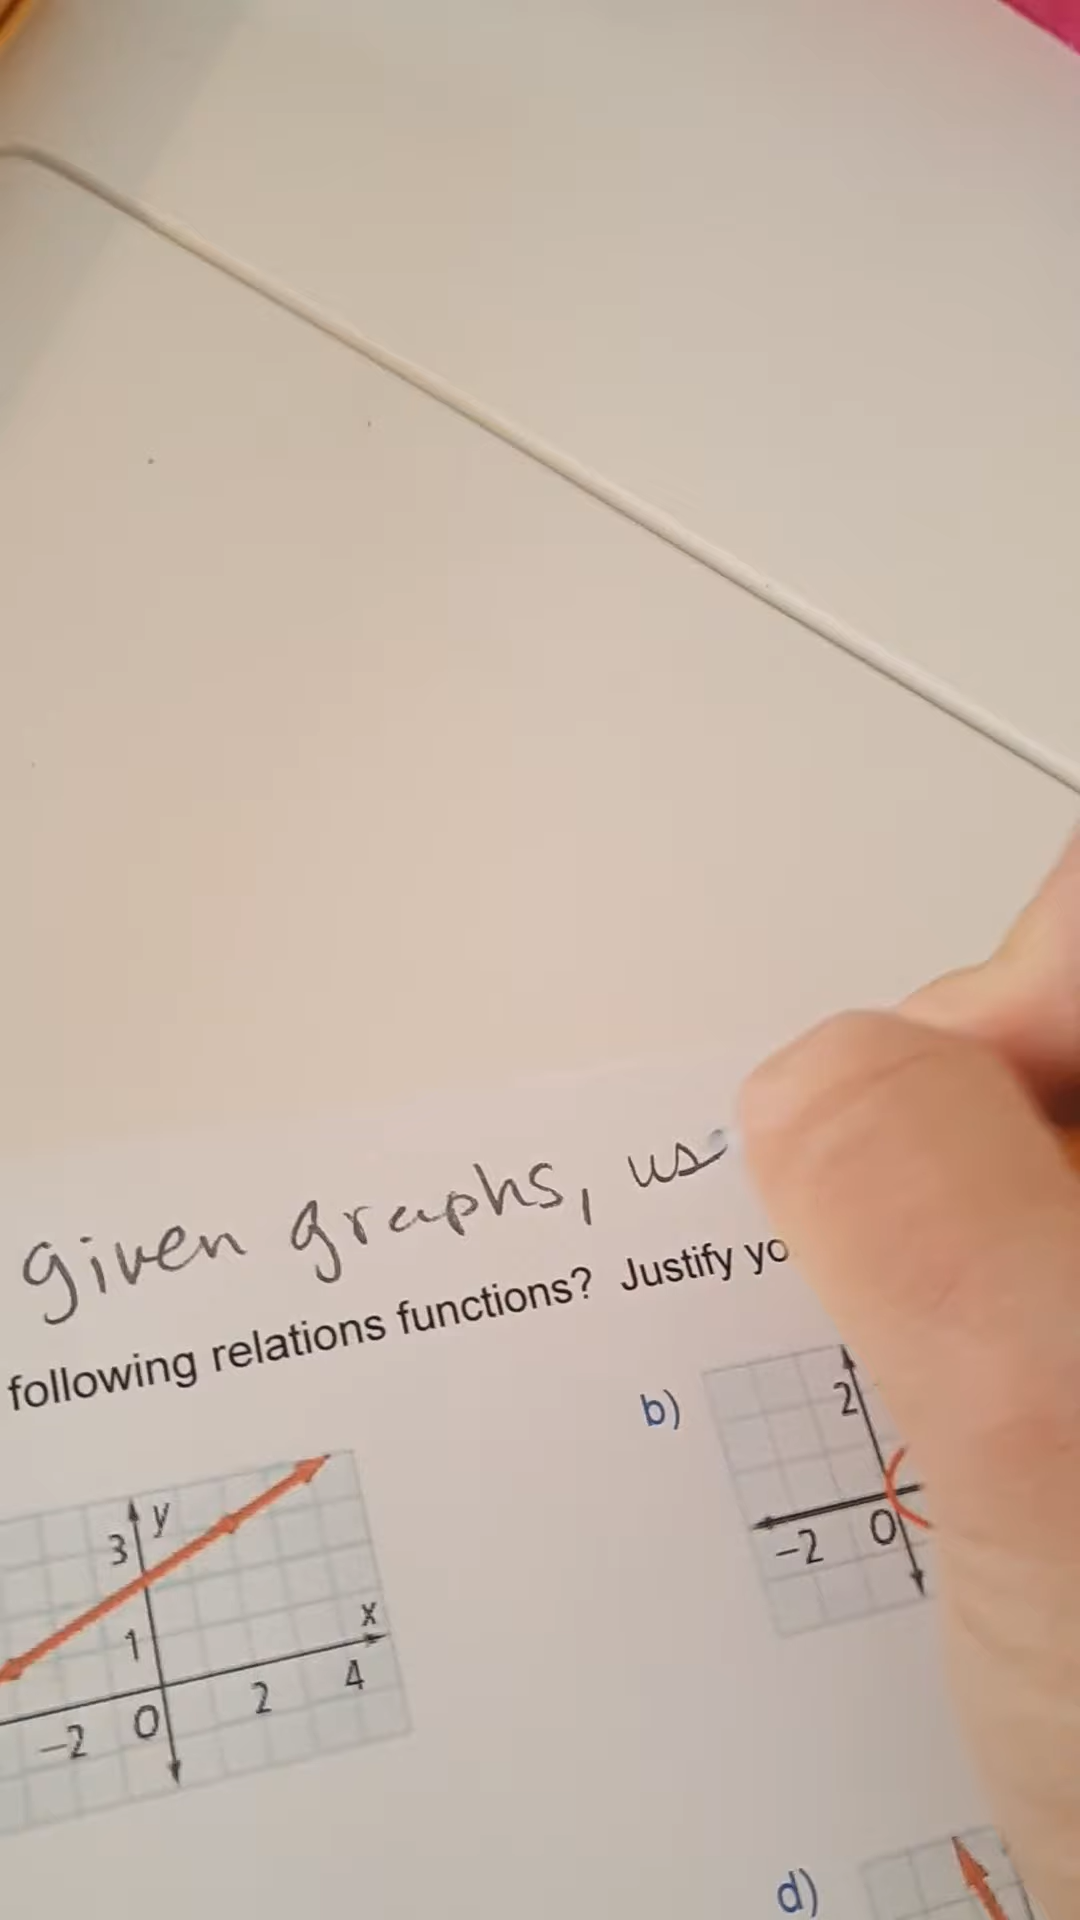 given graphs, us
following relations functions? Justify yo
b)
2
-2 0
3 y
1
x
-2 0 2 4
d)